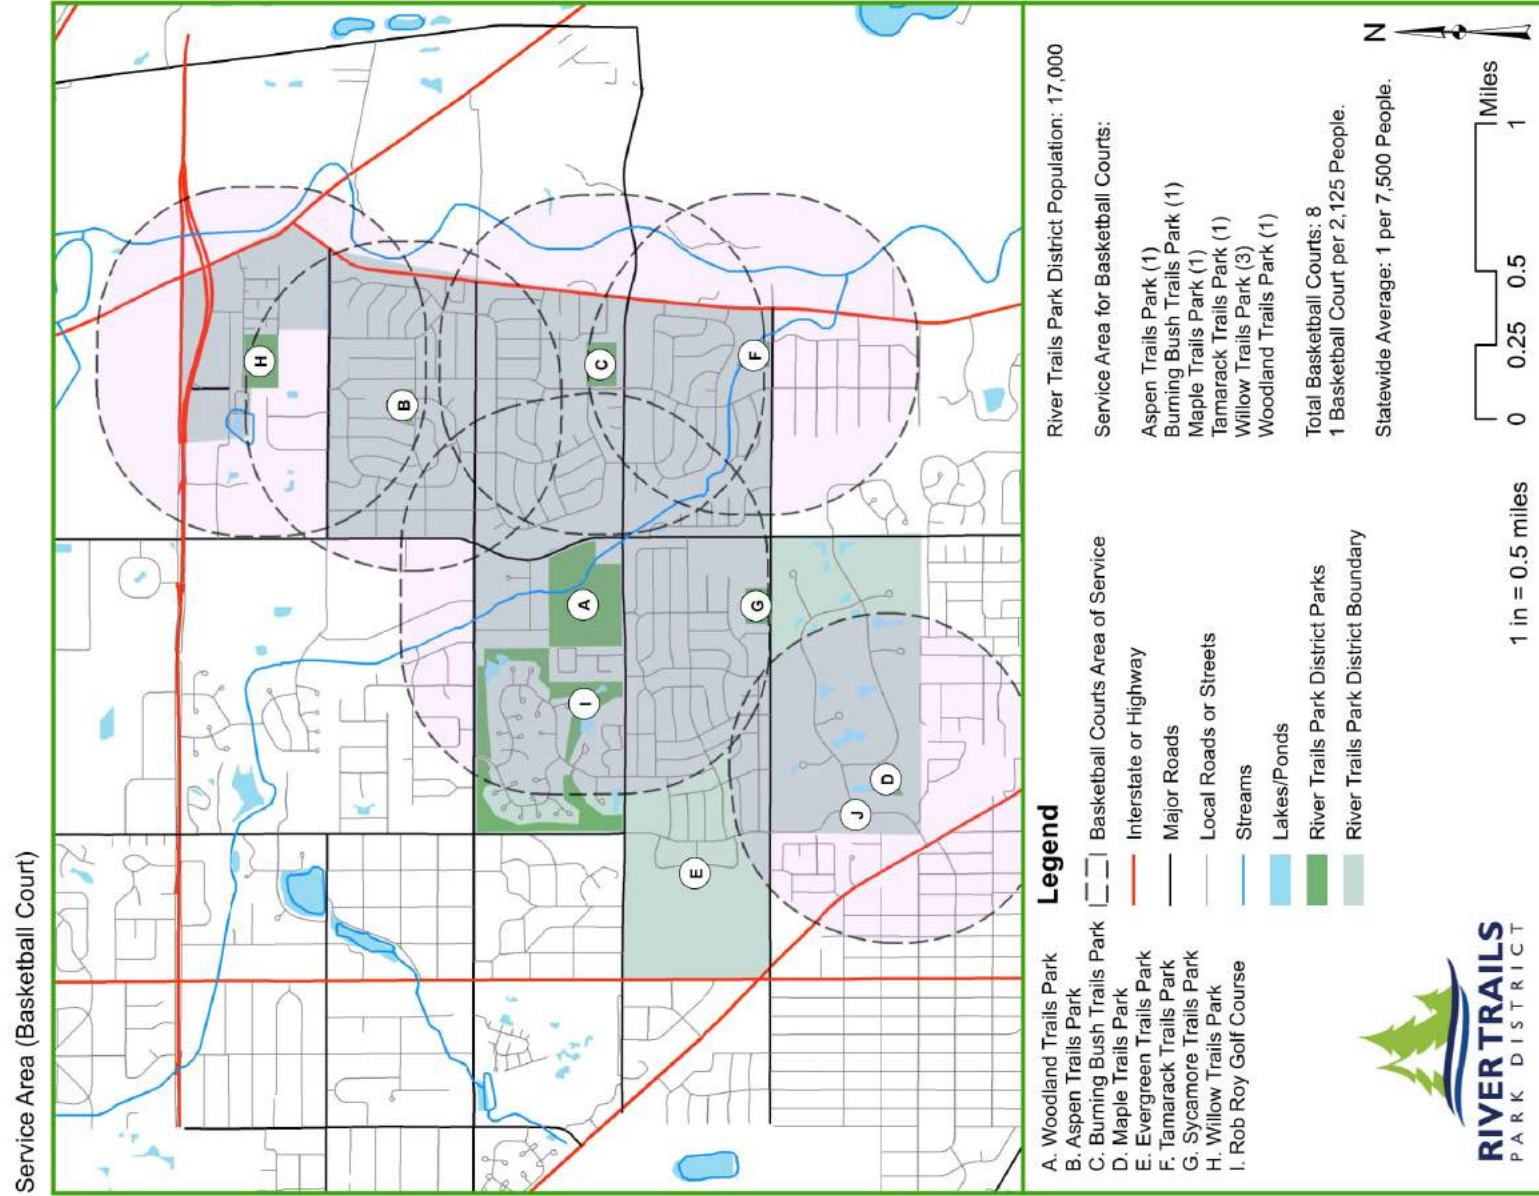 Service Area (Basketball Court)
H
B
C
F
A
G
I
D
J
E
A. Woodland Trails Park
B. Aspen Trails Park
C. Burning Bush Trails Park
D. Maple Trails Park
E. Evergreen Trails Park
F. Tamarack Trails Park
G. Sycamore Trails Park
H. Willow Trails Park
I. Rob Roy Golf Course
Legend
Basketball Courts Area of Service
Interstate or Highway
Major Roads
Local Roads or Streets
Streams
Lakes/Ponds
River Trails Park District Parks
River Trails Park District Boundary
River Trails Park District Population: 17,000
Service Area for Basketball Courts:
Aspen Trails Park (1)
Burning Bush Trails Park (1)
Maple Trails Park (1)
Tamarack Trails Park (1)
Willow Trails Park (3)
Woodland Trails Park (1)
Total Basketball Courts: 8
1 Basketball Court per 2,125 People.
Statewide Average: 1 per 7,500 People.
N
RIVER TRAILS
PARK DISTRICT
1 in = 0.5 miles
0 0.25 0.5 1
Miles